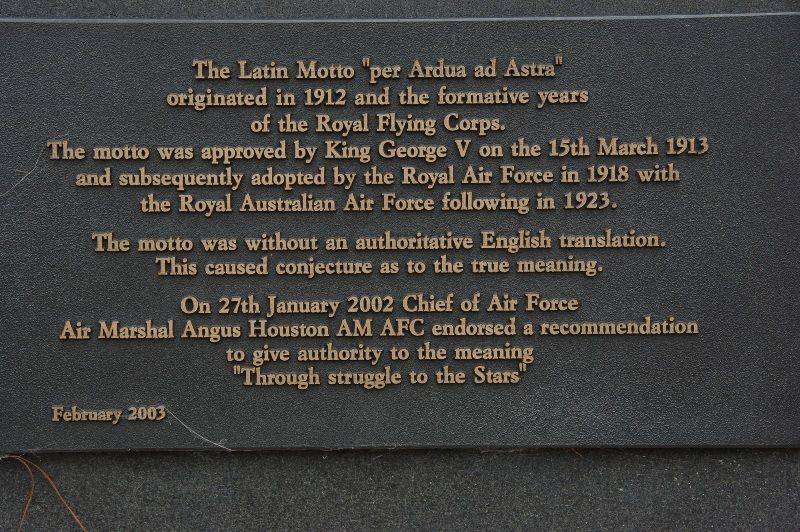 The Latin Motto "per Ardua ad Astra"
originated in 1912 and the formative years
of the Royal Flying Corps.
The motto was approved by King George V on the 15th March 1913
and subsequently adopted by the Royal Air Force in 1918 with
the Royal Australian Air Force following in 1923.
The motto was without an authoritative English translation.
This caused conjecture as to the true meaning.
On 27th January 2002 Chief of Air Force
Air Marshal Angus Houston AM AFC endorsed a recommendation
to give authority to the meaning
"Through struggle to the Stars"
February 2003